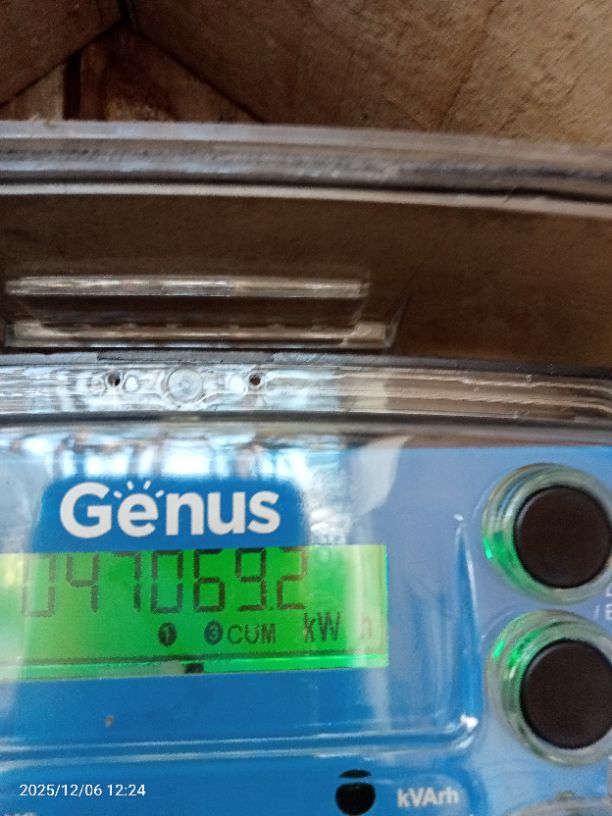 Genus
047069.2
1 3 CUM kWh
kVArh
2025/12/06 12:24